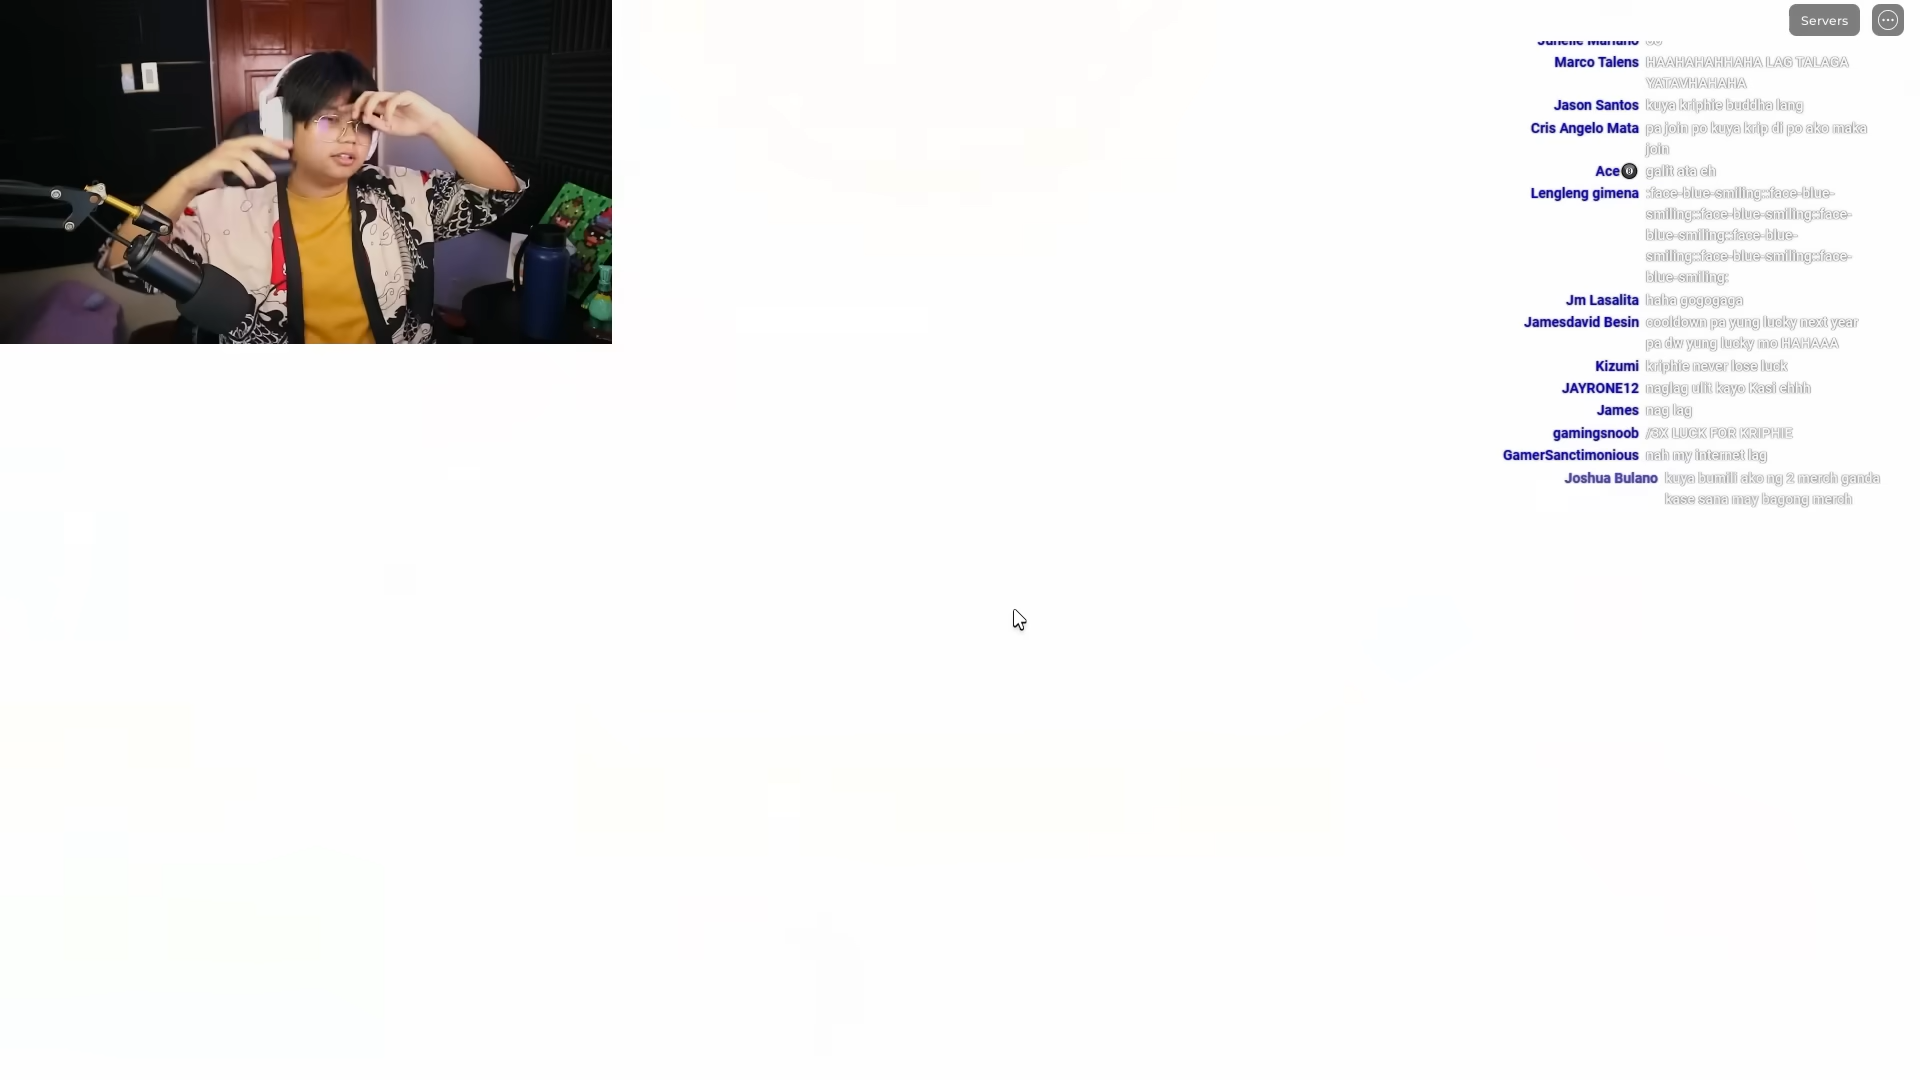 Servers
Junelle Mariano oo
Marco Talens HAAHAHAHHAHA LAG TALAGA
YATAVHAHAHA
Jason Santos kuya kriphie buddha lang
Cris Angelo Mata pa join po kuya krip di po ako maka
join
Ace galit ata eh
Lengleng gimena :face-blue-smiling::face-blue-
smiling::face-blue-smiling::face-
blue-smiling::face-blue-
smiling::face-blue-smiling::face-
blue-smiling:
Jm Lasalita haha gogogaga
Jamesdavid Besin cooldown pa yung lucky next year
pa dw yung lucky mo HAHAAA
Kizumi kriphie never lose luck
JAYRONE12 naglag ulit kayo Kasi ehhh
James nag lag
gamingsnoob /3X LUCK FOR KRIPHIE
GamerSanctimonious nah my internet lag
Joshua Bulano kuya bumili ako ng 2 merch ganda
kase sana may bagong merch